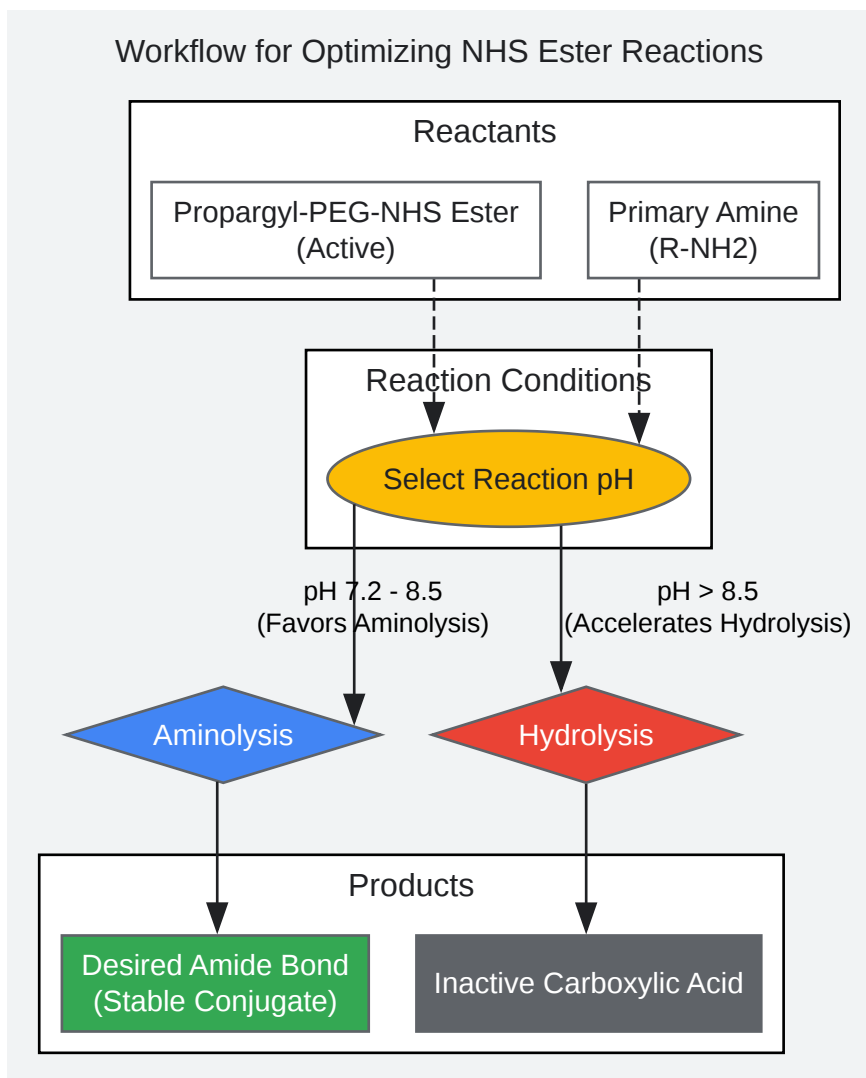 Workflow for Optimizing NHS Ester Reactions
Reactants
Propargyl-PEG-NHS Ester
(Active)
Primary Amine
(R-NH2)
Reaction Conditions
Select Reaction pH
pH 7.2 - 8.5
(Favors Aminolysis)
pH > 8.5
(Accelerates Hydrolysis)
Aminolysis
Hydrolysis
Products
Desired Amide Bond
(Stable Conjugate)
Inactive Carboxylic Acid